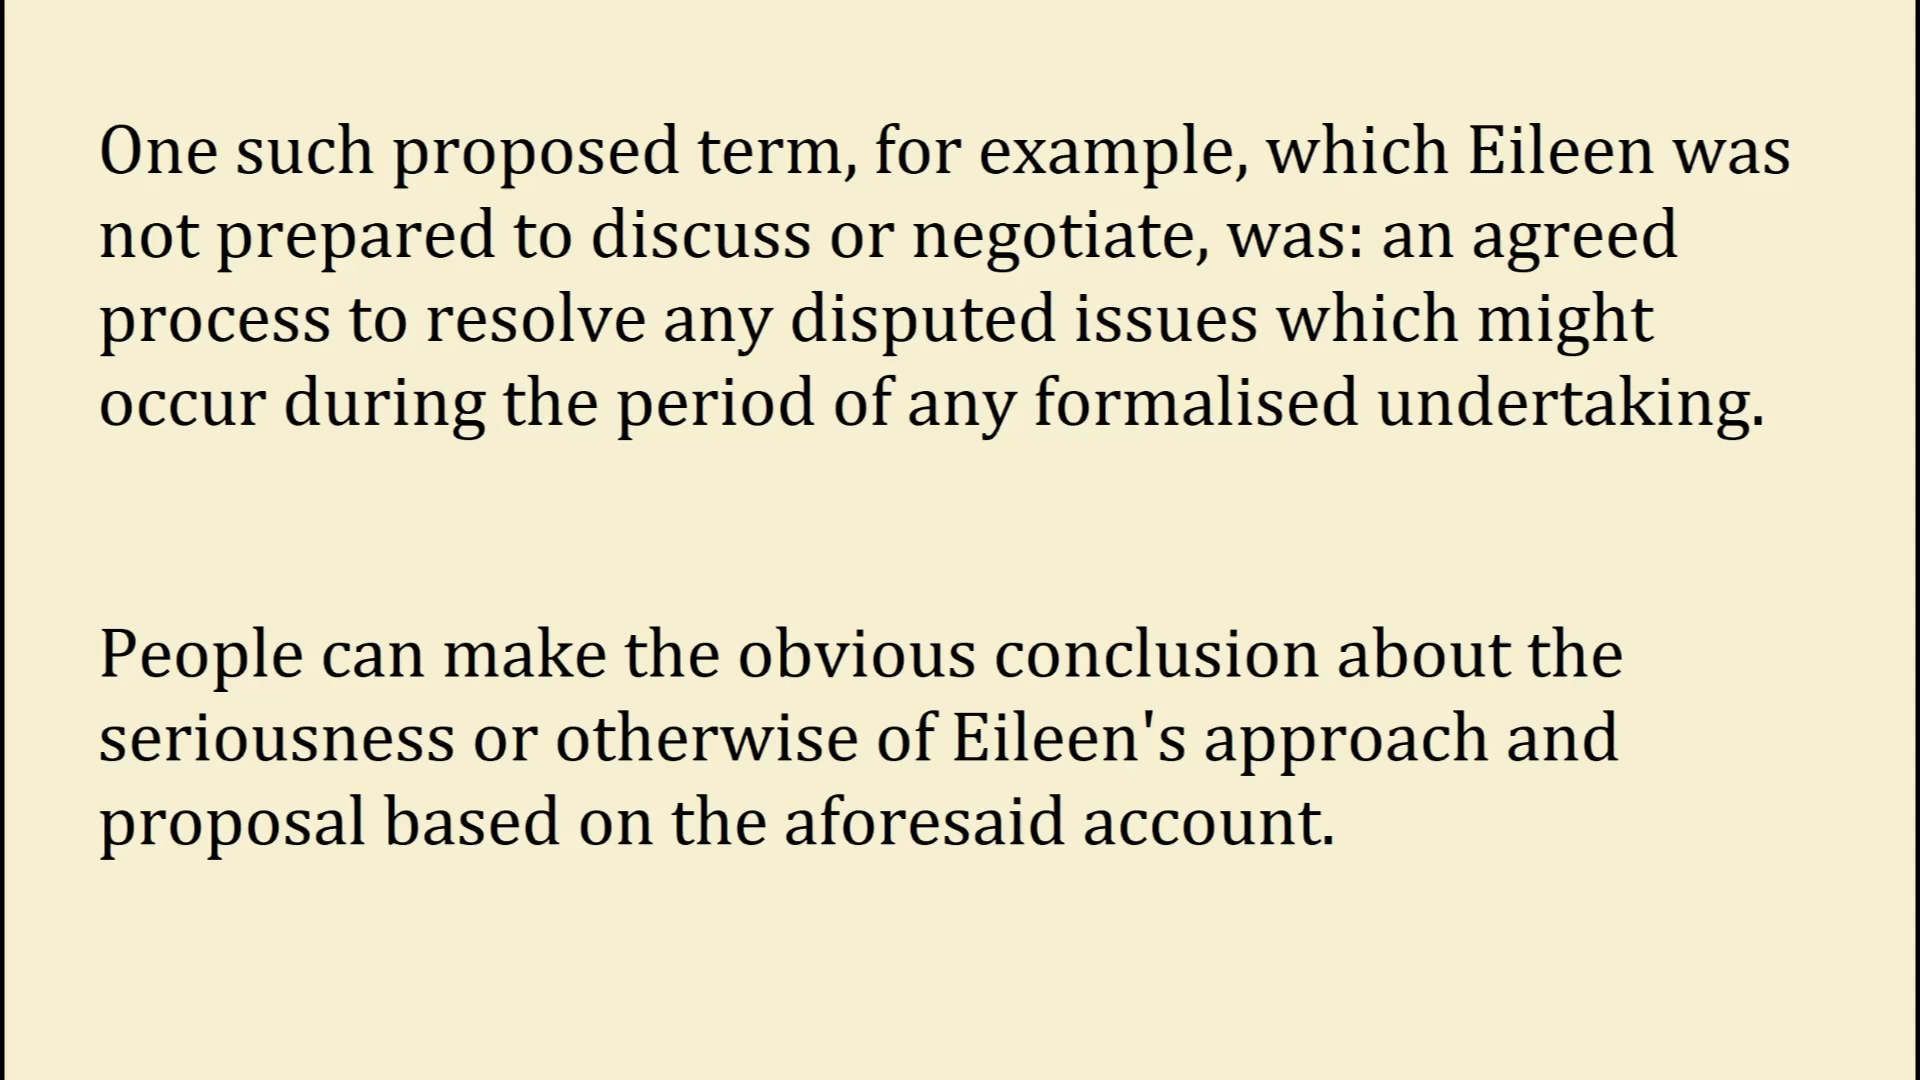 One such proposed term, for example, which Eileen was
not prepared to discuss or negotiate, was: an agreed
process to resolve any disputed issues which might
occur during the period of any formalised undertaking.
People can make the obvious conclusion about the
seriousness or otherwise of Eileen's approach and
proposal based on the aforesaid account.